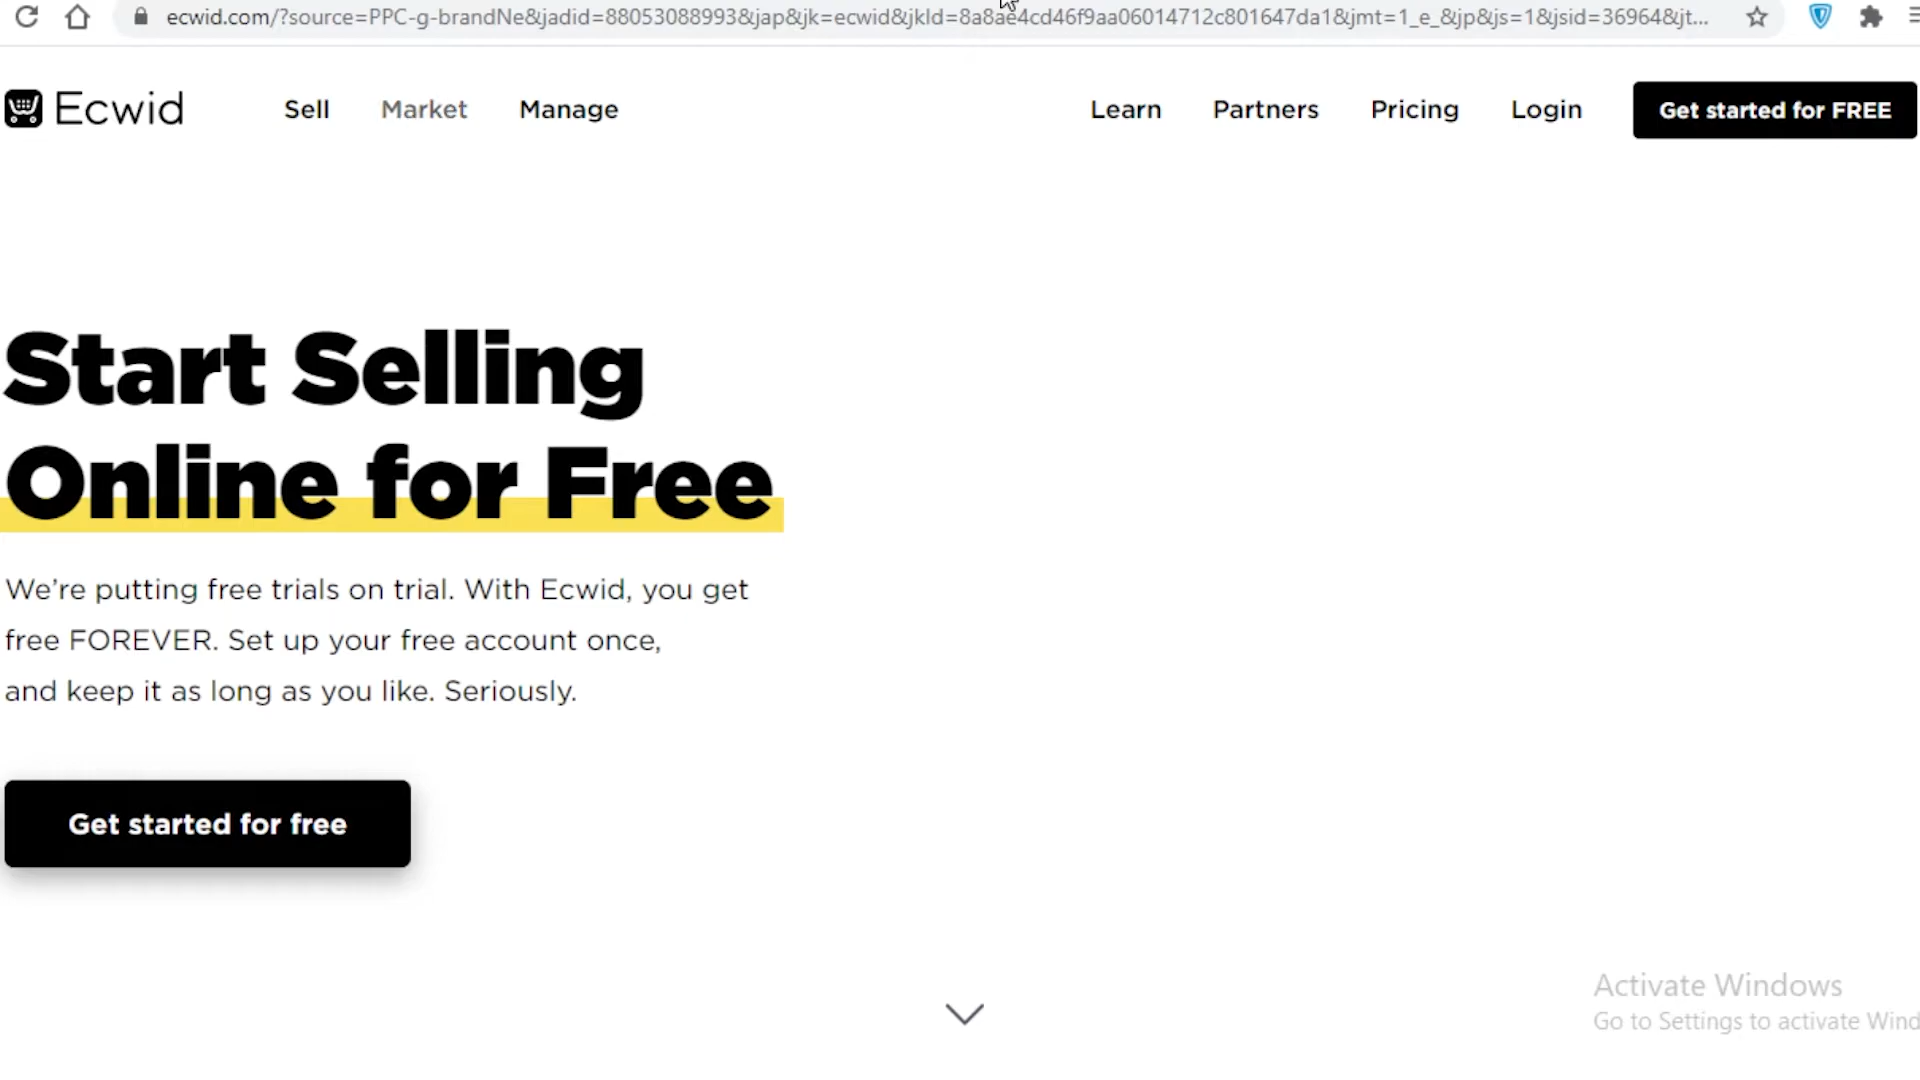 ecwid.com/?source=PPC-g-brandNe&jadid=88053088993&jap&jk=ecwid&jkId=8a8ae4cd46f9aa06014712c801647da1&jmt=1_e_&jp&js=1&jsid=36964&jt...
Ecwid Sell Market Manage Learn Partners Pricing Login Get started for FREE
Start Selling
Online for Free
We’re putting free trials on trial. With Ecwid, you get
free FOREVER. Set up your free account once,
and keep it as long as you like. Seriously.
Get started for free
Activate Windows
Go to Settings to activate Wind